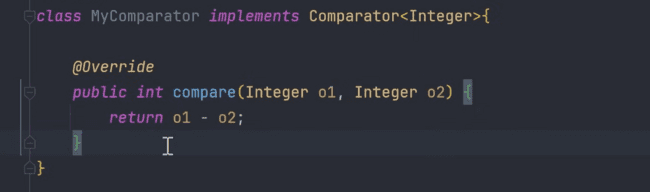 class MyComparator implements Comparator<Integer>{
@Override
public int compare(Integer o1, Integer o2) {
return o1 - o2;
}
}